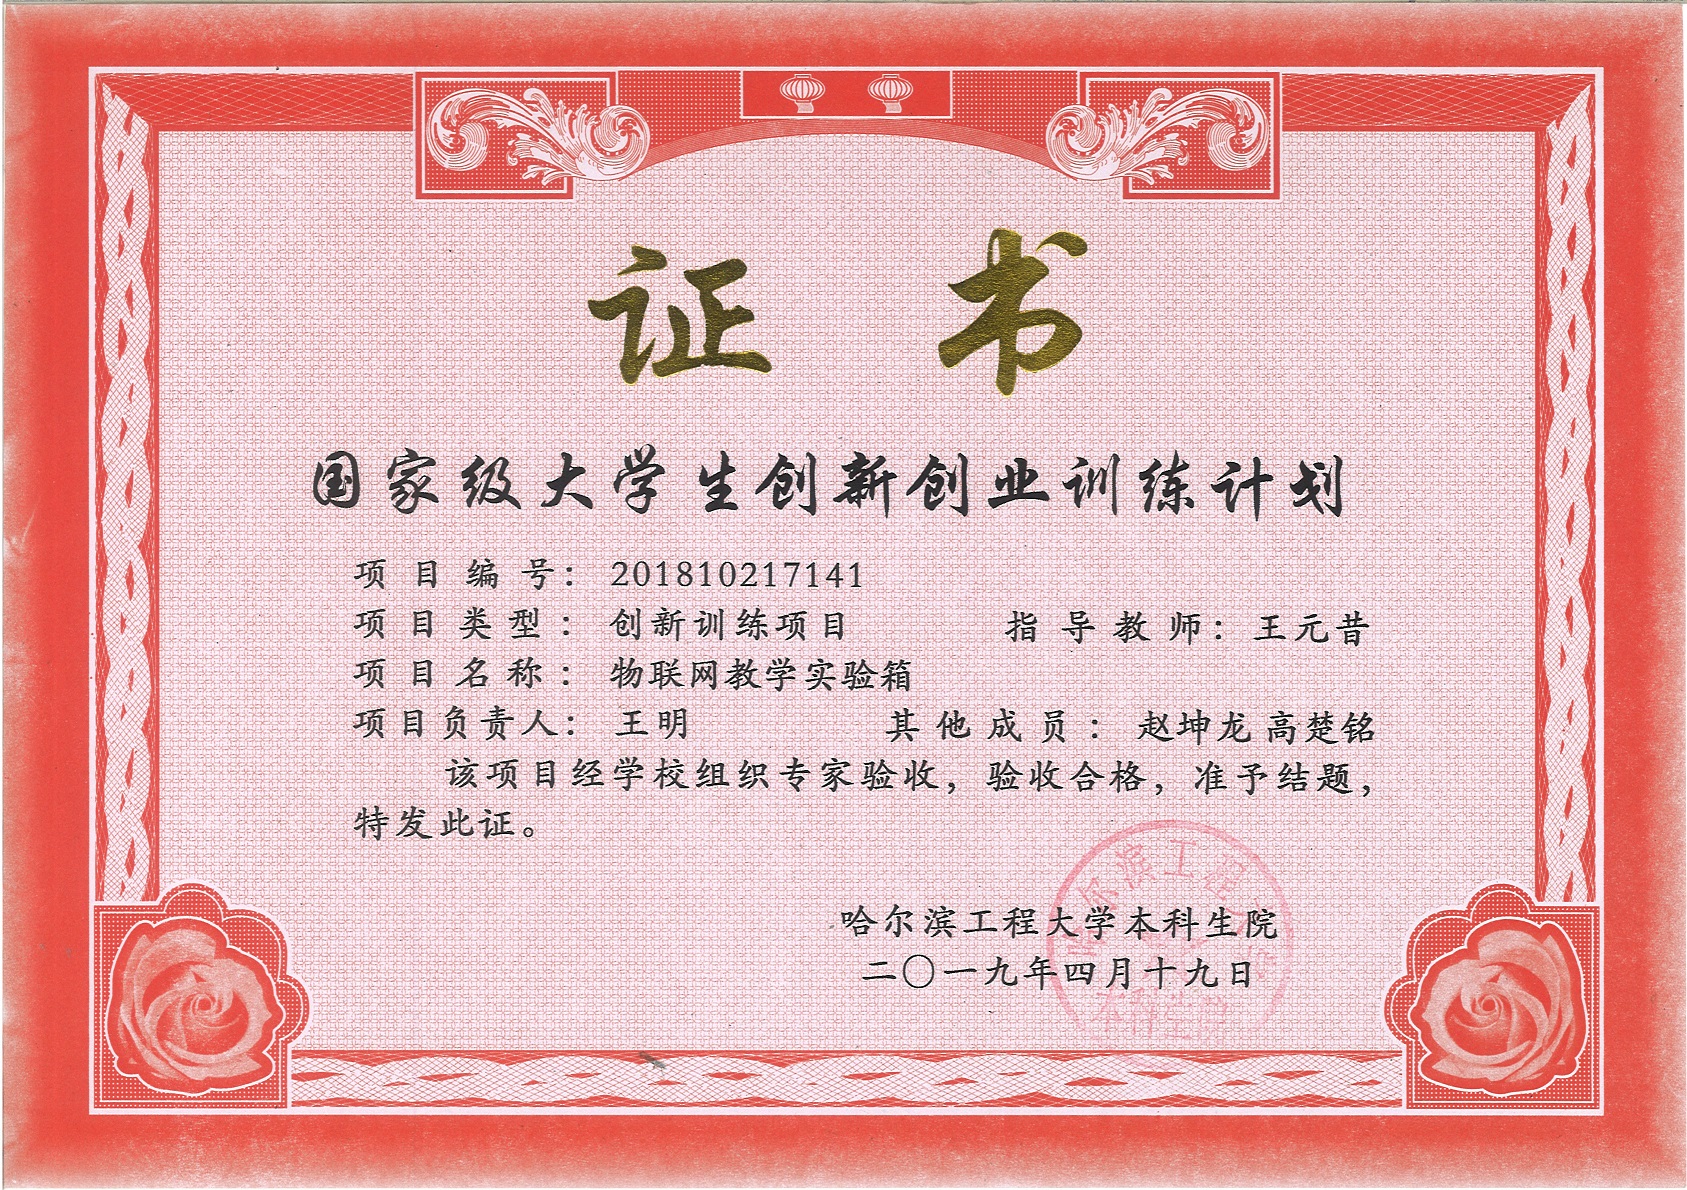 证书
国家级大学生创新创业训练计划
项目编号： 201810217141
项目类型： 创新训练项目 指导教师：王元昔
项目名称： 物联网教学实验箱
项目负责人： 王明 其他成员： 赵坤龙 高楚铭
该项目经学校组织专家验收，验收合格，准予结题，
特发此证。
哈尔滨工程大学本科生院
二〇一九年四月十九日
本科生院